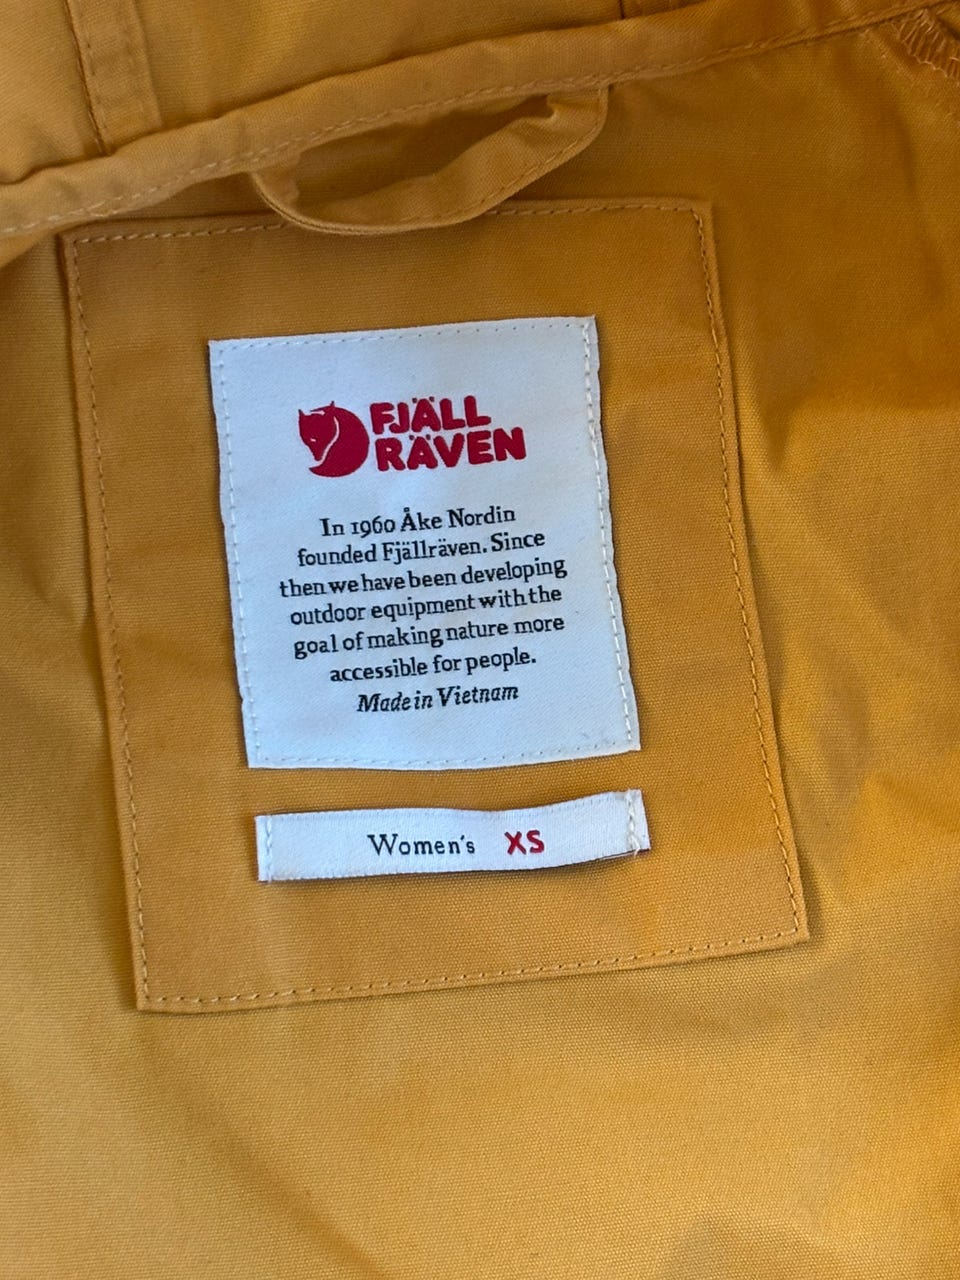 FJÄLL
RÄVEN
In 1960 Åke Nordin
founded Fjällräven. Since
then we have been developing
outdoor equipment with the
goal of making nature more
accessible for people.
Made in Vietnam
Women's XS